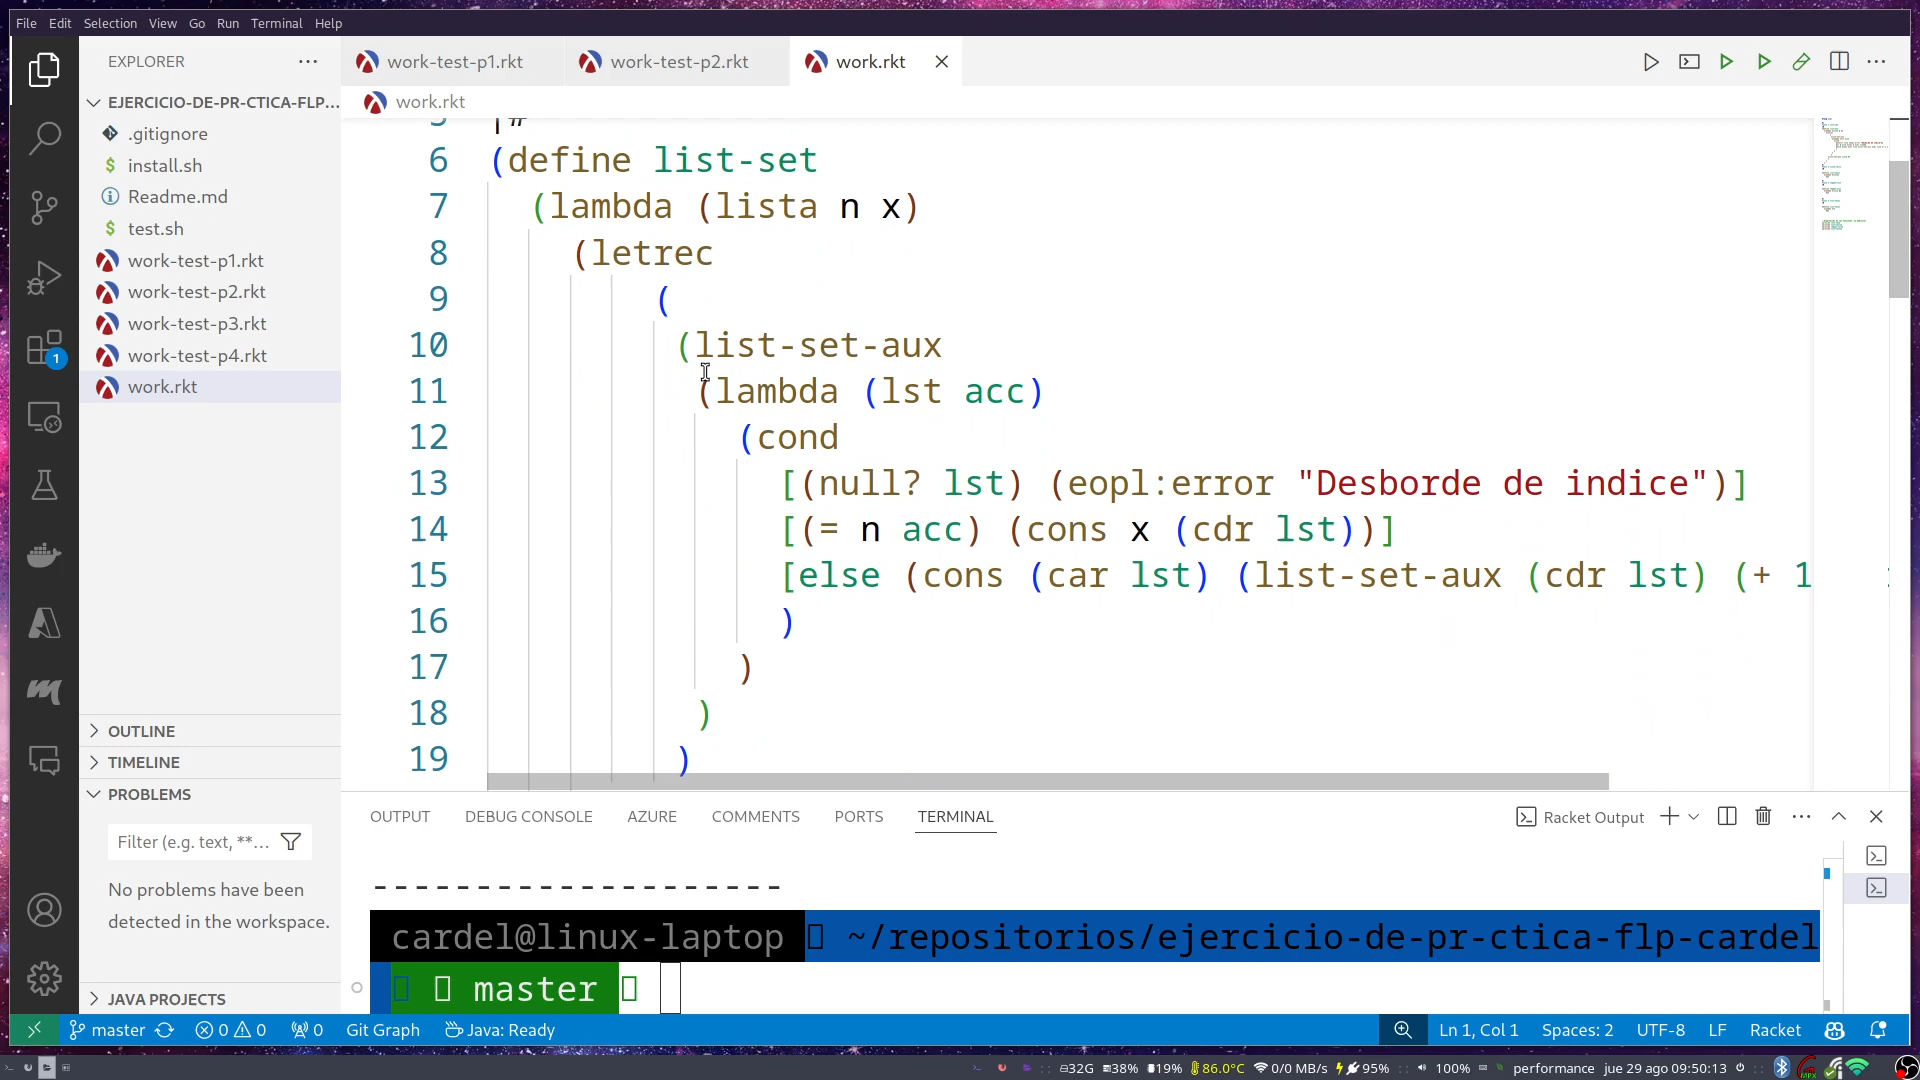 File Edit Selection View Go Run Terminal Help
EXPLORER
work-test-p1.rkt
work-test-p2.rkt
work.rkt
EJERCICIO-DE-PR-CTICA-FLP...
work.rkt
.gitignore
install.sh
Readme.md
test.sh
work-test-p1.rkt
work-test-p2.rkt
work-test-p3.rkt
work-test-p4.rkt
work.rkt
OUTLINE
TIMELINE
PROBLEMS
Filter (e.g. text, **...
No problems have been
detected in the workspace.
JAVA PROJECTS
|#
6 (define list-set
7 (lambda (lista n x)
8 (letrec
9 (
10 (list-set-aux
11 (lambda (lst acc)
12 (cond
13 [(null? lst) (eopl:error "Desborde de indice")]
14 [(= n acc) (cons x (cdr lst))]
15 [else (cons (car lst) (list-set-aux (cdr lst) (+ 1
16 )
17 )
18 )
19 )
OUTPUT DEBUG CONSOLE AZURE COMMENTS PORTS TERMINAL
Racket Output
--------------------
cardel@linux-laptop ~/repositorios/ejercicio-de-pr-ctica-flp-cardel
master
master 0 0 0 Git Graph Java: Ready
Ln 1, Col 1 Spaces: 2 UTF-8 LF Racket
32G 38% 19% 86.0°C 0/0 MB/s 95% 100% performance jue 29 ago 09:50:13